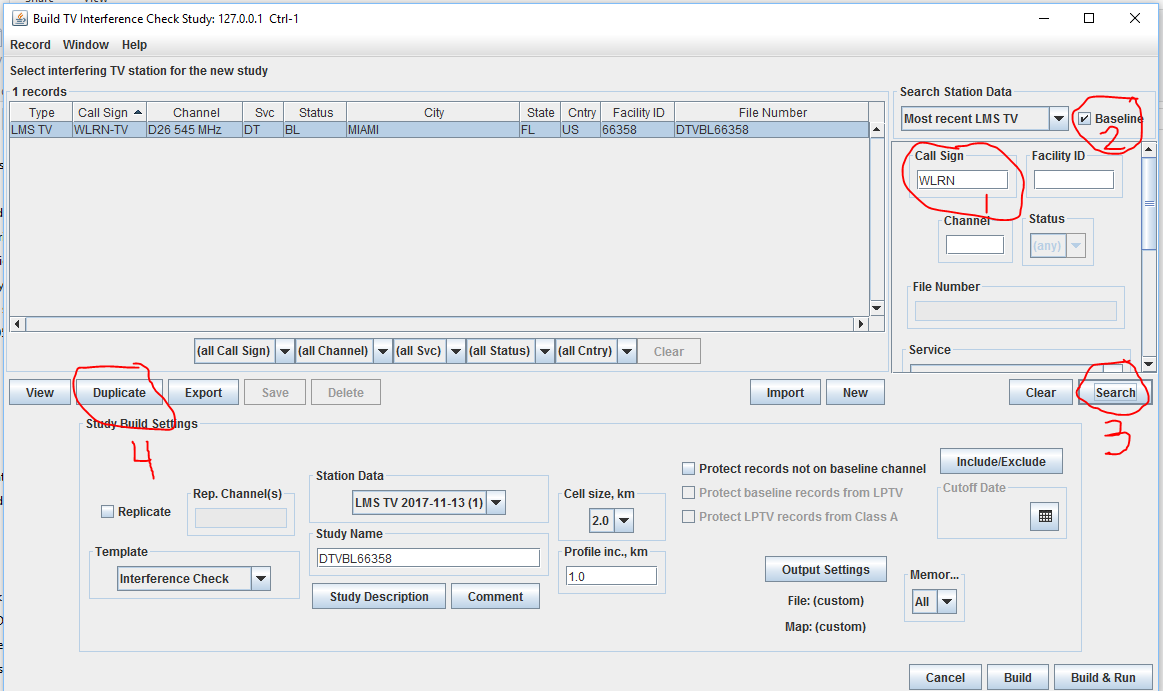 Build TV Interference Check Study: 127.0.0.1 Ctrl-1
Record Window Help
Select interfering TV station for the new study
1 records
Type Call Sign Channel Svc Status City State Cntry Facility ID File Number
LMS TV WLRN-TV D26 545 MHz DT BL MIAMI FL US 66358 DTVBL66358
Search Station Data
Most recent LMS TV Baseline
2
Call Sign Facility ID
WLRN
1
Channel Status
(any)
File Number
Service
(all Call Sign) (all Channel) (all Svc) (all Status) (all Cntry) Clear
View Duplicate Export Save Delete Import New Clear Search
4
3
Study Build Settings
Replicate
Rep. Channel(s)
Template
Interference Check
Station Data
LMS TV 2017-11-13 (1)
Study Name
DTVBL66358
Study Description Comment
Cell size, km
2.0
Profile inc., km
1.0
Protect records not on baseline channel
Protect baseline records from LPTV
Protect LPTV records from Class A
Include/Exclude
Cutoff Date
Output Settings
File: (custom)
Map: (custom)
Memor...
All
Cancel Build Build & Run